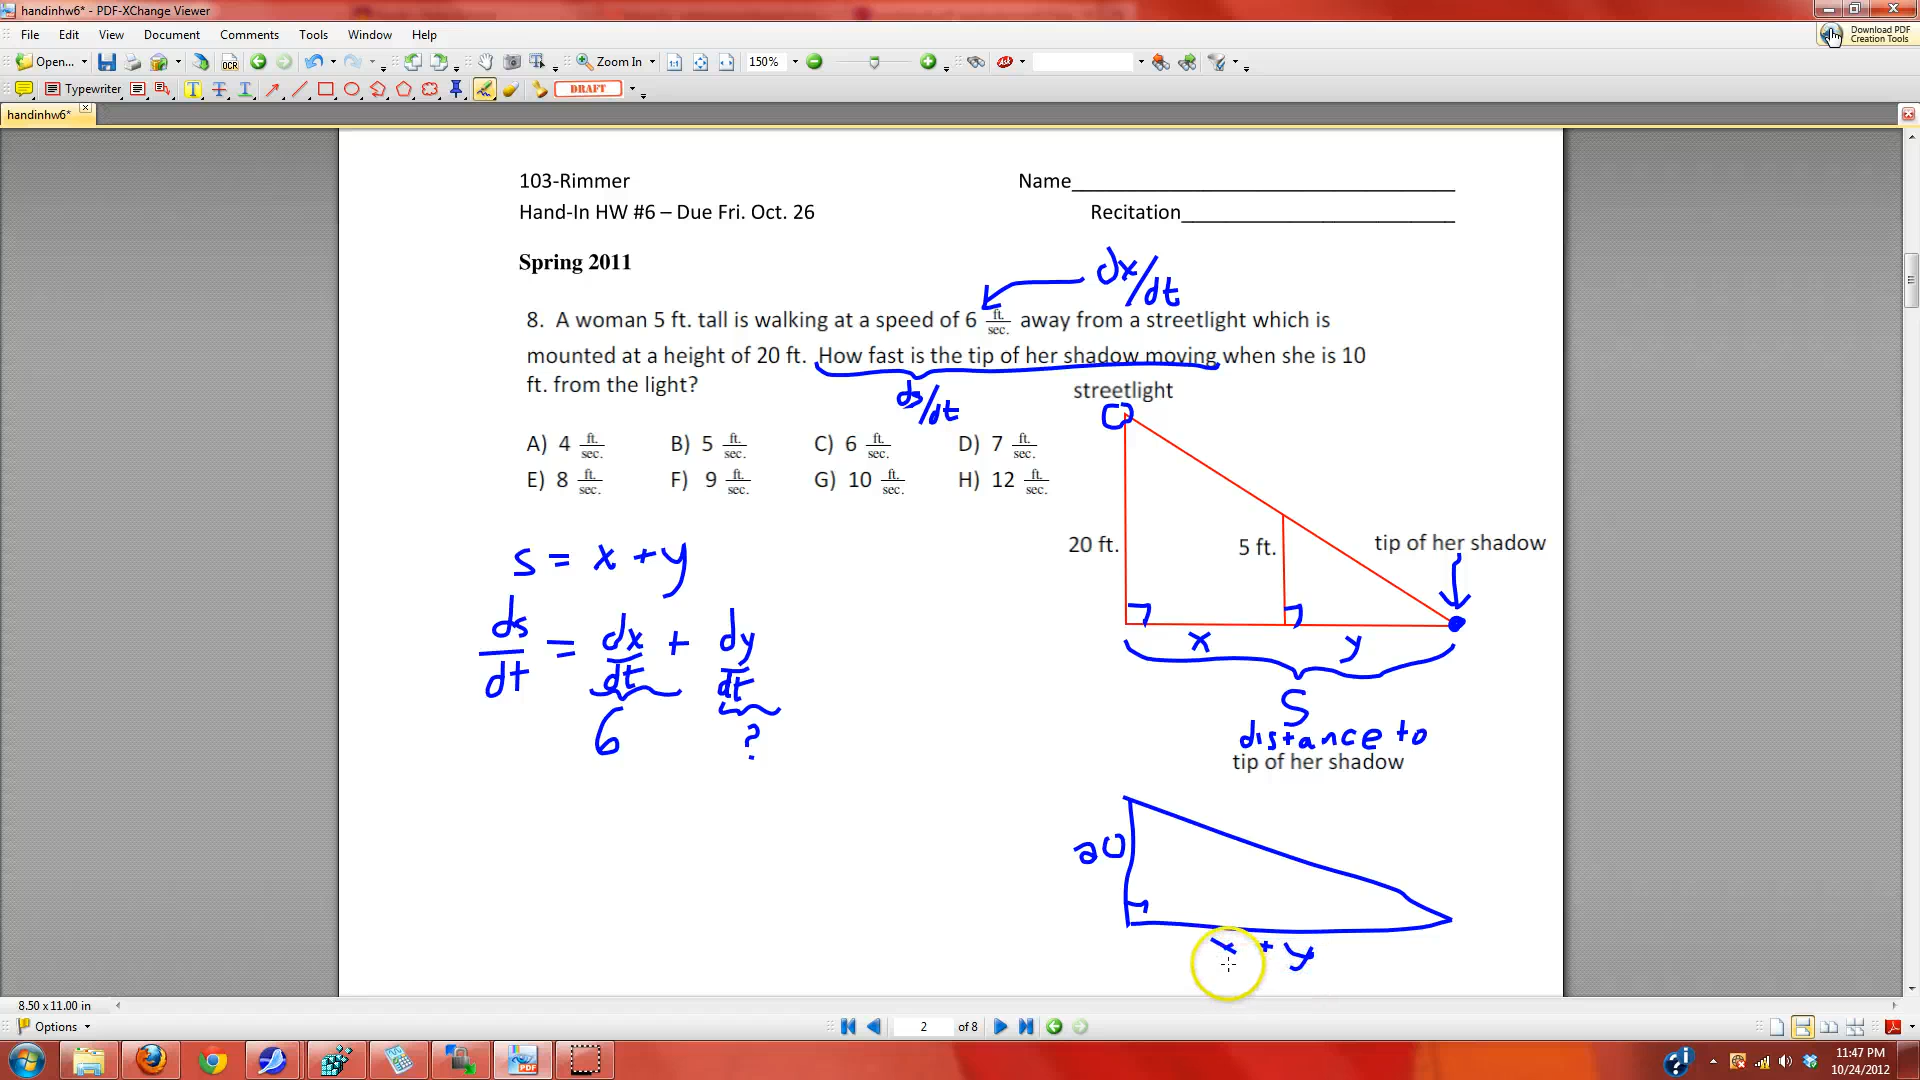 handinhw6* - PDF-XChange Viewer
File Edit View Document Comments Tools Window Help
Download PDF
Creation Tools
Open... OCR Zoom In 150%
Typewriter DRAFT
handinhw6*
103-Rimmer Name
Hand-In HW #6 – Due Fri. Oct. 26 Recitation
Spring 2011
dx/dt
8. A woman 5 ft. tall is walking at a speed of 6 ft./sec. away from a streetlight which is
mounted at a height of 20 ft. How fast is the tip of her shadow moving when she is 10
ft. from the light?
ds/dt
streetlight
A) 4 ft./sec. B) 5 ft./sec. C) 6 ft./sec. D) 7 ft./sec.
E) 8 ft./sec. F) 9 ft./sec. G) 10 ft./sec. H) 12 ft./sec.
s = x + y
ds/dt = dx/dt + dy/dt
6 ?
20 ft. 5 ft. tip of her shadow
x y
S
distance to
tip of her shadow
20
x + y
8.50 x 11.00 in
Options 2 of 8
11:47 PM
10/24/2012